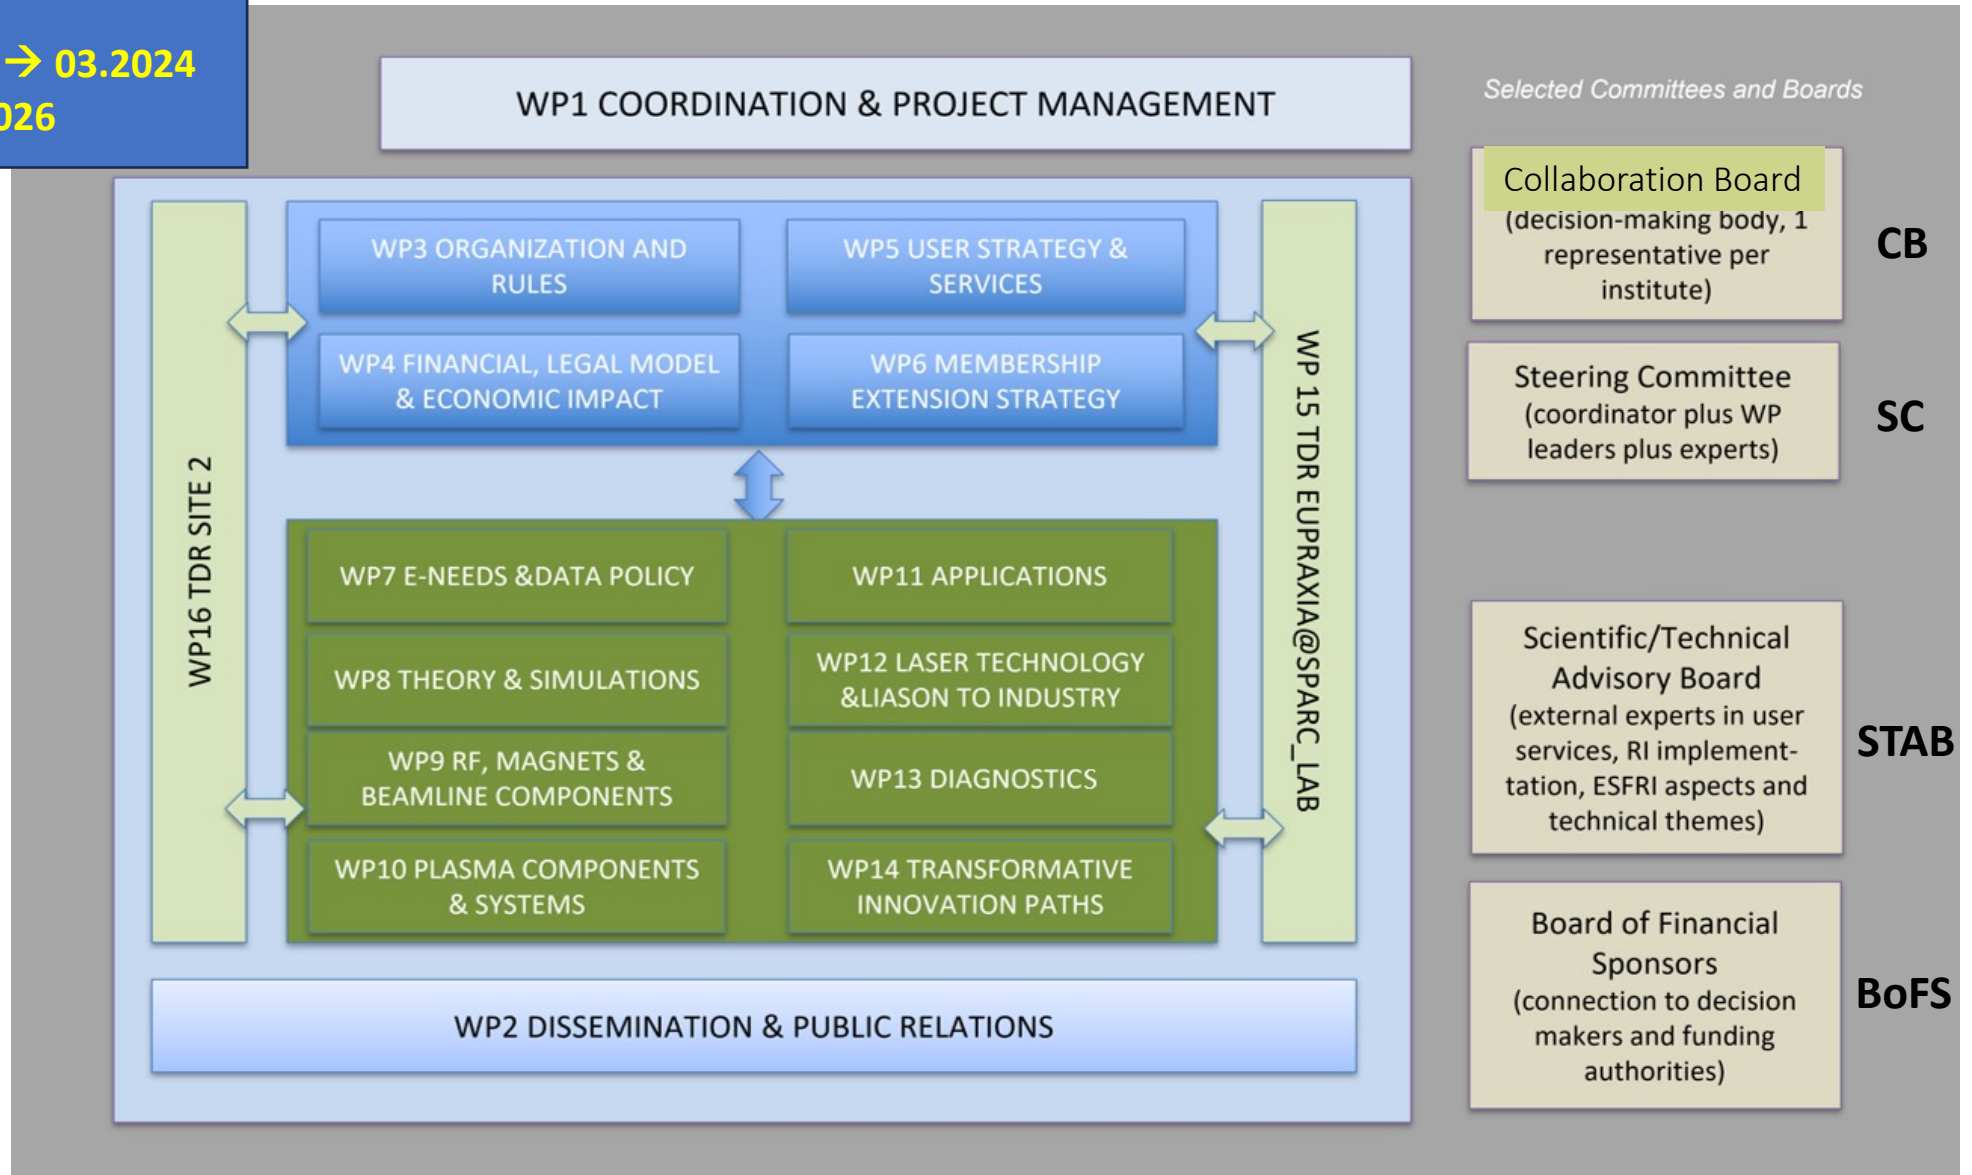 → 03.2024
026
WP1 COORDINATION & PROJECT MANAGEMENT
Selected Committees and Boards
WP16 TDR SITE 2
WP3 ORGANIZATION AND
RULES
WP5 USER STRATEGY &
SERVICES
WP4 FINANCIAL, LEGAL MODEL
& ECONOMIC IMPACT
WP6 MEMBERSHIP
EXTENSION STRATEGY
WP7 E-NEEDS &DATA POLICY
WP11 APPLICATIONS
WP8 THEORY & SIMULATIONS
WP12 LASER TECHNOLOGY
&LIASON TO INDUSTRY
WP9 RF, MAGNETS &
BEAMLINE COMPONENTS
WP13 DIAGNOSTICS
WP10 PLASMA COMPONENTS
& SYSTEMS
WP14 TRANSFORMATIVE
INNOVATION PATHS
WP 15 TDR EUPRAXIA@SPARC_LAB
WP2 DISSEMINATION & PUBLIC RELATIONS
Collaboration Board
(decision-making body, 1
representative per
institute)
CB
Steering Committee
(coordinator plus WP
leaders plus experts)
SC
Scientific/Technical
Advisory Board
(external experts in user
services, RI implement-
tation, ESFRI aspects and
technical themes)
STAB
Board of Financial
Sponsors
(connection to decision
makers and funding
authorities)
BoFS